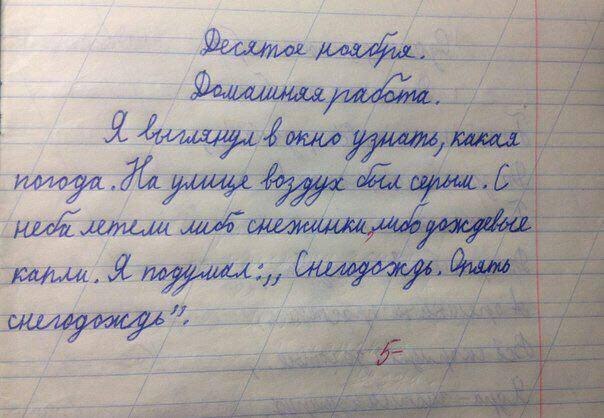 Десятое ноября.
Домашняя работа.
Я выглянул в окно узнать, какая
погода. На улице воздух был серым. С
неба летели либо снежинки, либо дождевые
капли. Я подумал: „ Снегодождь. Опять
снегодождь”.
5-